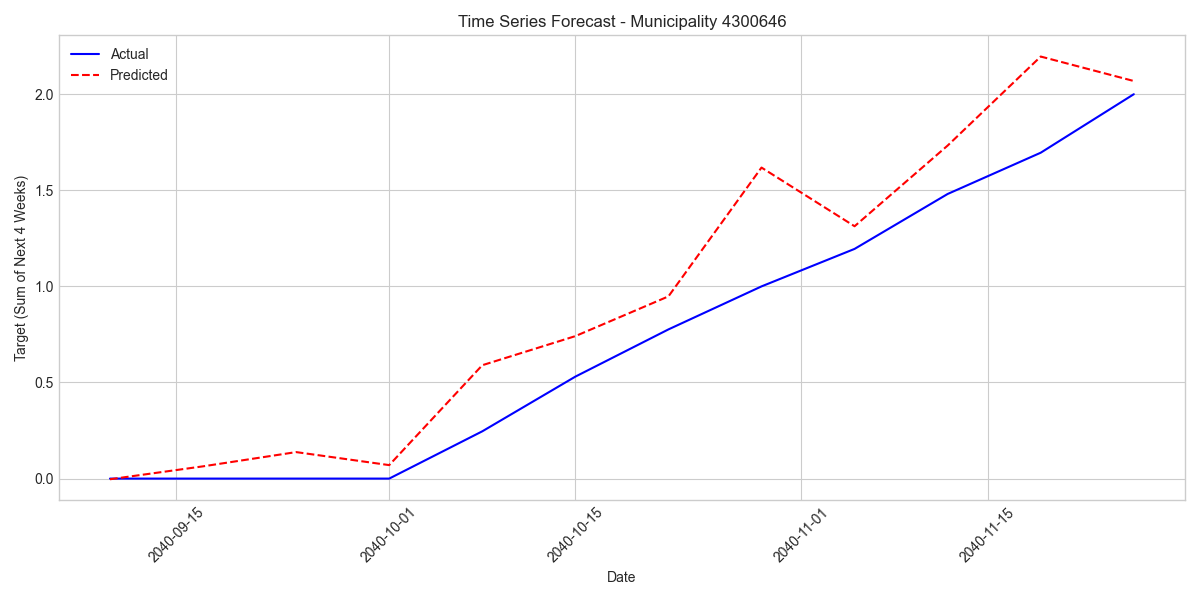 Time Series Forecast - Municipality 4300646
Actual
Predicted
Target (Sum of Next 4 Weeks)
2.0
1.5
1.0
0.5
0.0
2040-09-15
2040-10-01
2040-10-15
2040-11-01
2040-11-15
Date